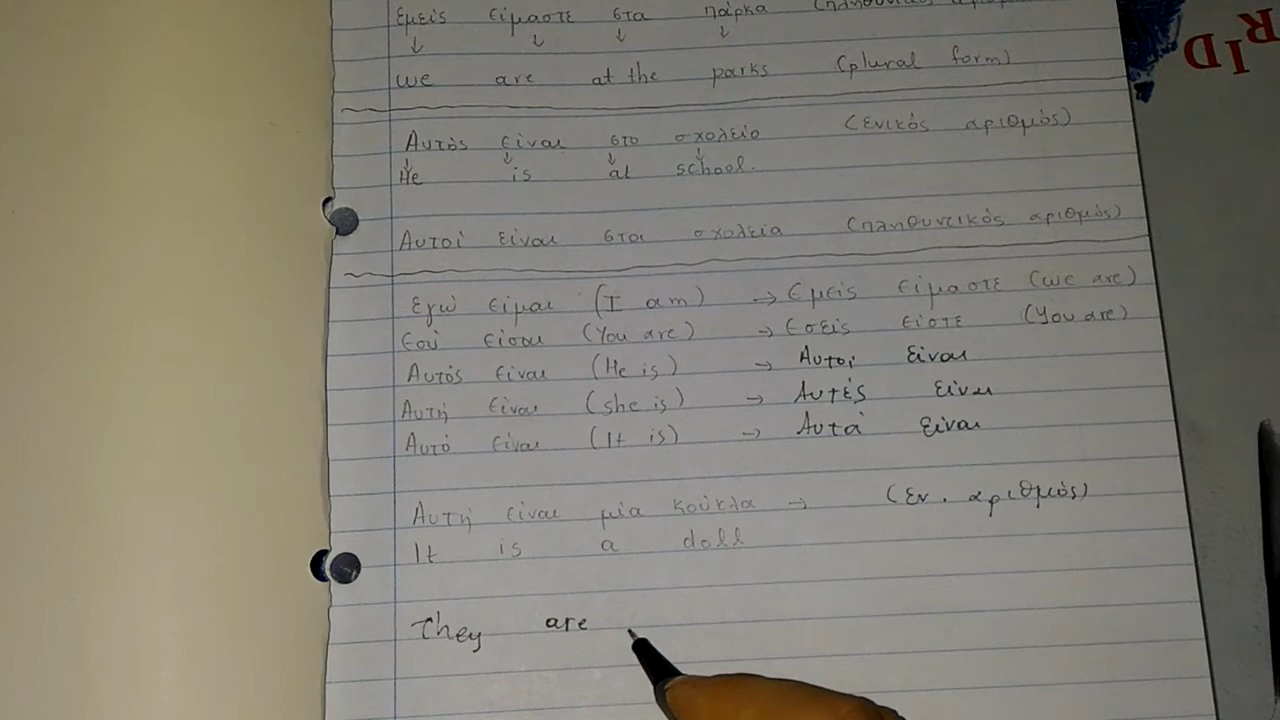 Εμείς είμαστε στα πάρκα
we are at the parks (plural form)
Αυτός είναι στο σχολείο (ενικός αριθμός)
He is at school.
Αυτοί είναι στα σχολεία (πληθυντικός αριθμός)
Εγώ είμαι (I am) → Εμείς είμαστε (we are)
Εσύ είσαι (You are) → Εσείς είστε (You are)
Αυτός είναι (He is) → Αυτοί είναι
Αυτή είναι (she is) → Αυτές είναι
Αυτό είναι (It is) → Αυτά είναι
Αυτή είναι μία κούκλα → (εν. αριθμός)
It is a doll
They are